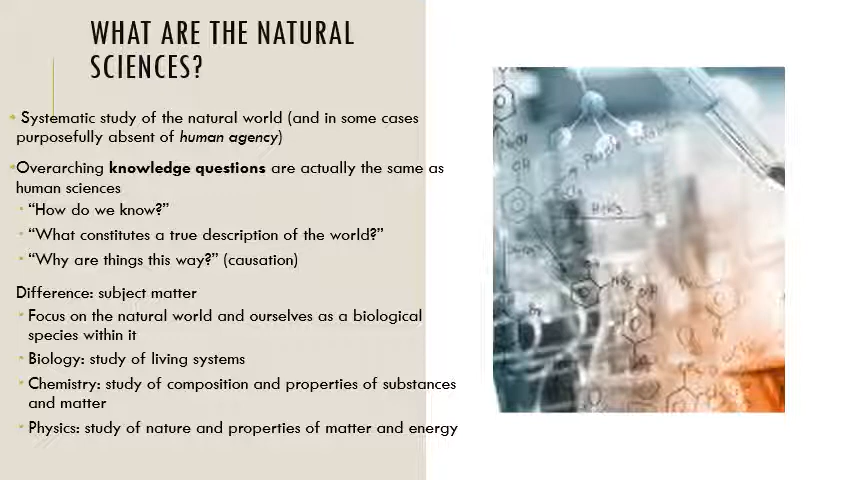 WHAT ARE THE NATURAL
SCIENCES?
Systematic study of the natural world (and in some cases
purposefully absent of human agency)
Overarching knowledge questions are actually the same as
human sciences
“How do we know?”
“What constitutes a true description of the world?”
“Why are things this way?” (causation)
Difference: subject matter
Focus on the natural world and ourselves as a biological
species within it
Biology: study of living systems
Chemistry: study of composition and properties of substances
and matter
Physics: study of nature and properties of matter and energy